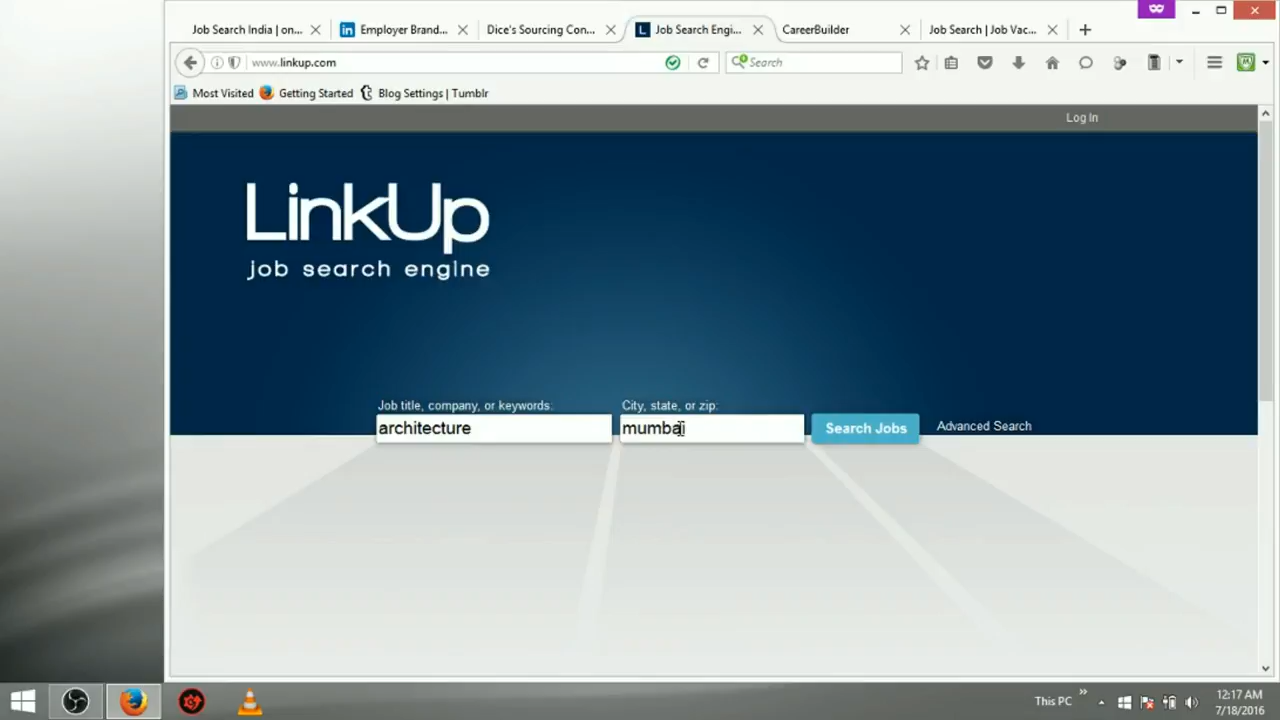 Job Search India | on...
Employer Brand...
Dice's Sourcing Con...
Job Search Engi...
CareerBuilder
Job Search | Job Vac...
www.linkup.com
Search
Most Visited
Getting Started
Blog Settings | Tumblr
Log In
LinkUp
job search engine
Job title, company, or keywords:
City, state, or zip:
architecture
mumbai
Search Jobs
Advanced Search
This PC
12:17 AM
7/18/2016